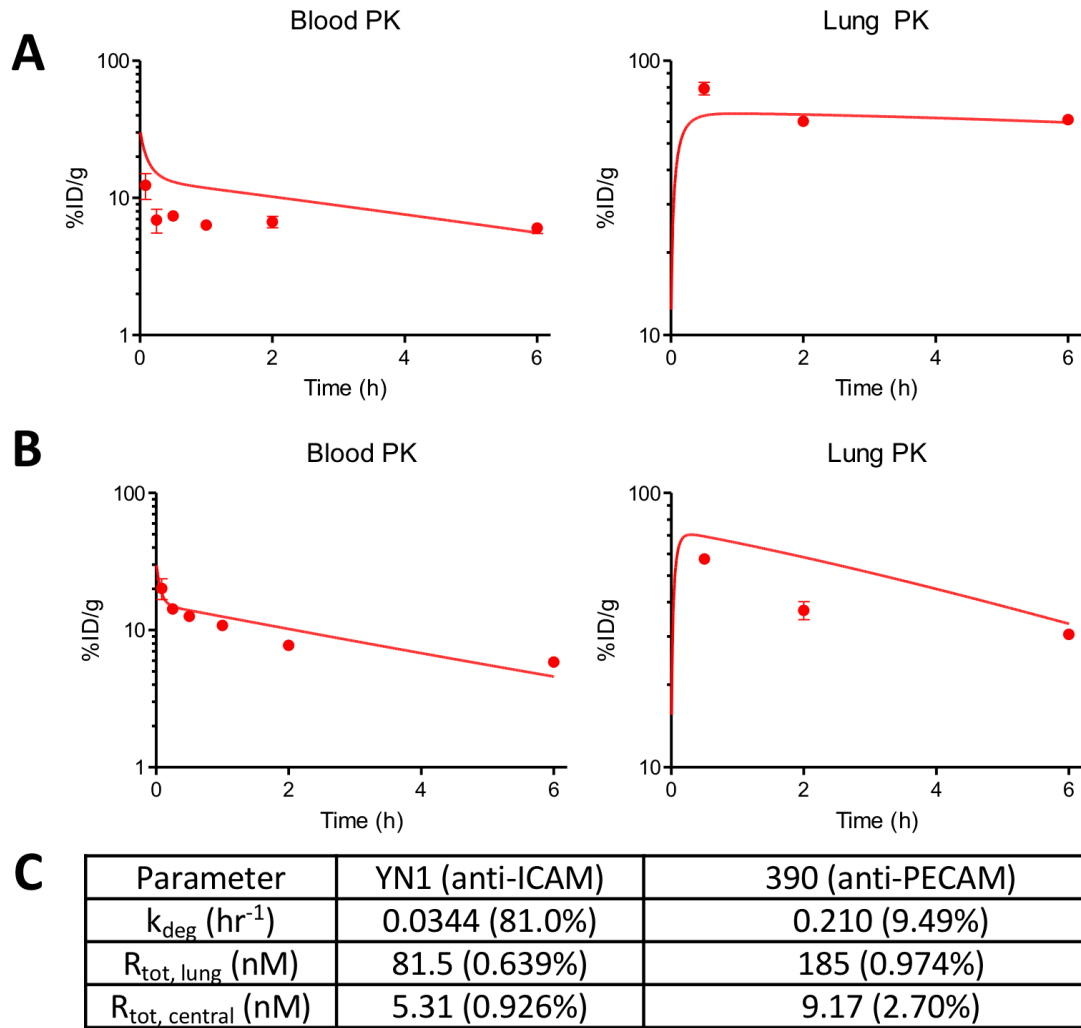 A
Blood PK
Lung PK
%ID/g
100
10
1
0 2 4 6
Time (h)
%ID/g
100
10
0 2 4 6
Time (h)
B
Blood PK
Lung PK
%ID/g
100
10
1
0 2 4 6
Time (h)
%ID/g
100
10
0 2 4 6
Time (h)
C
Parameter YN1 (anti-ICAM) 390 (anti-PECAM)
k_deg (hr⁻¹) 0.0344 (81.0%) 0.210 (9.49%)
R_tot, lung (nM) 81.5 (0.639%) 185 (0.974%)
R_tot, central (nM) 5.31 (0.926%) 9.17 (2.70%)